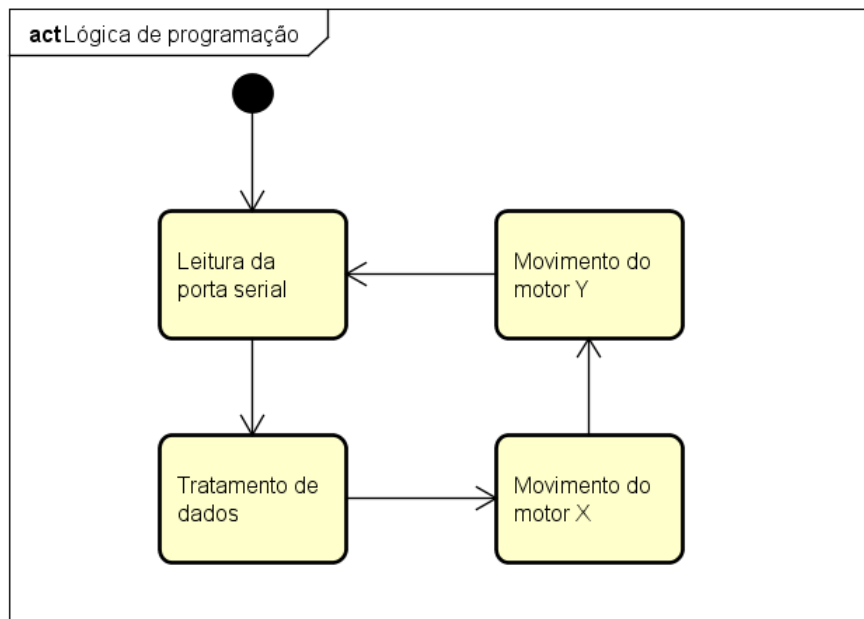 act Lógica de programação
Leitura da
porta serial
Movimento do
motor Y
Tratamento de
dados
Movimento do
motor X